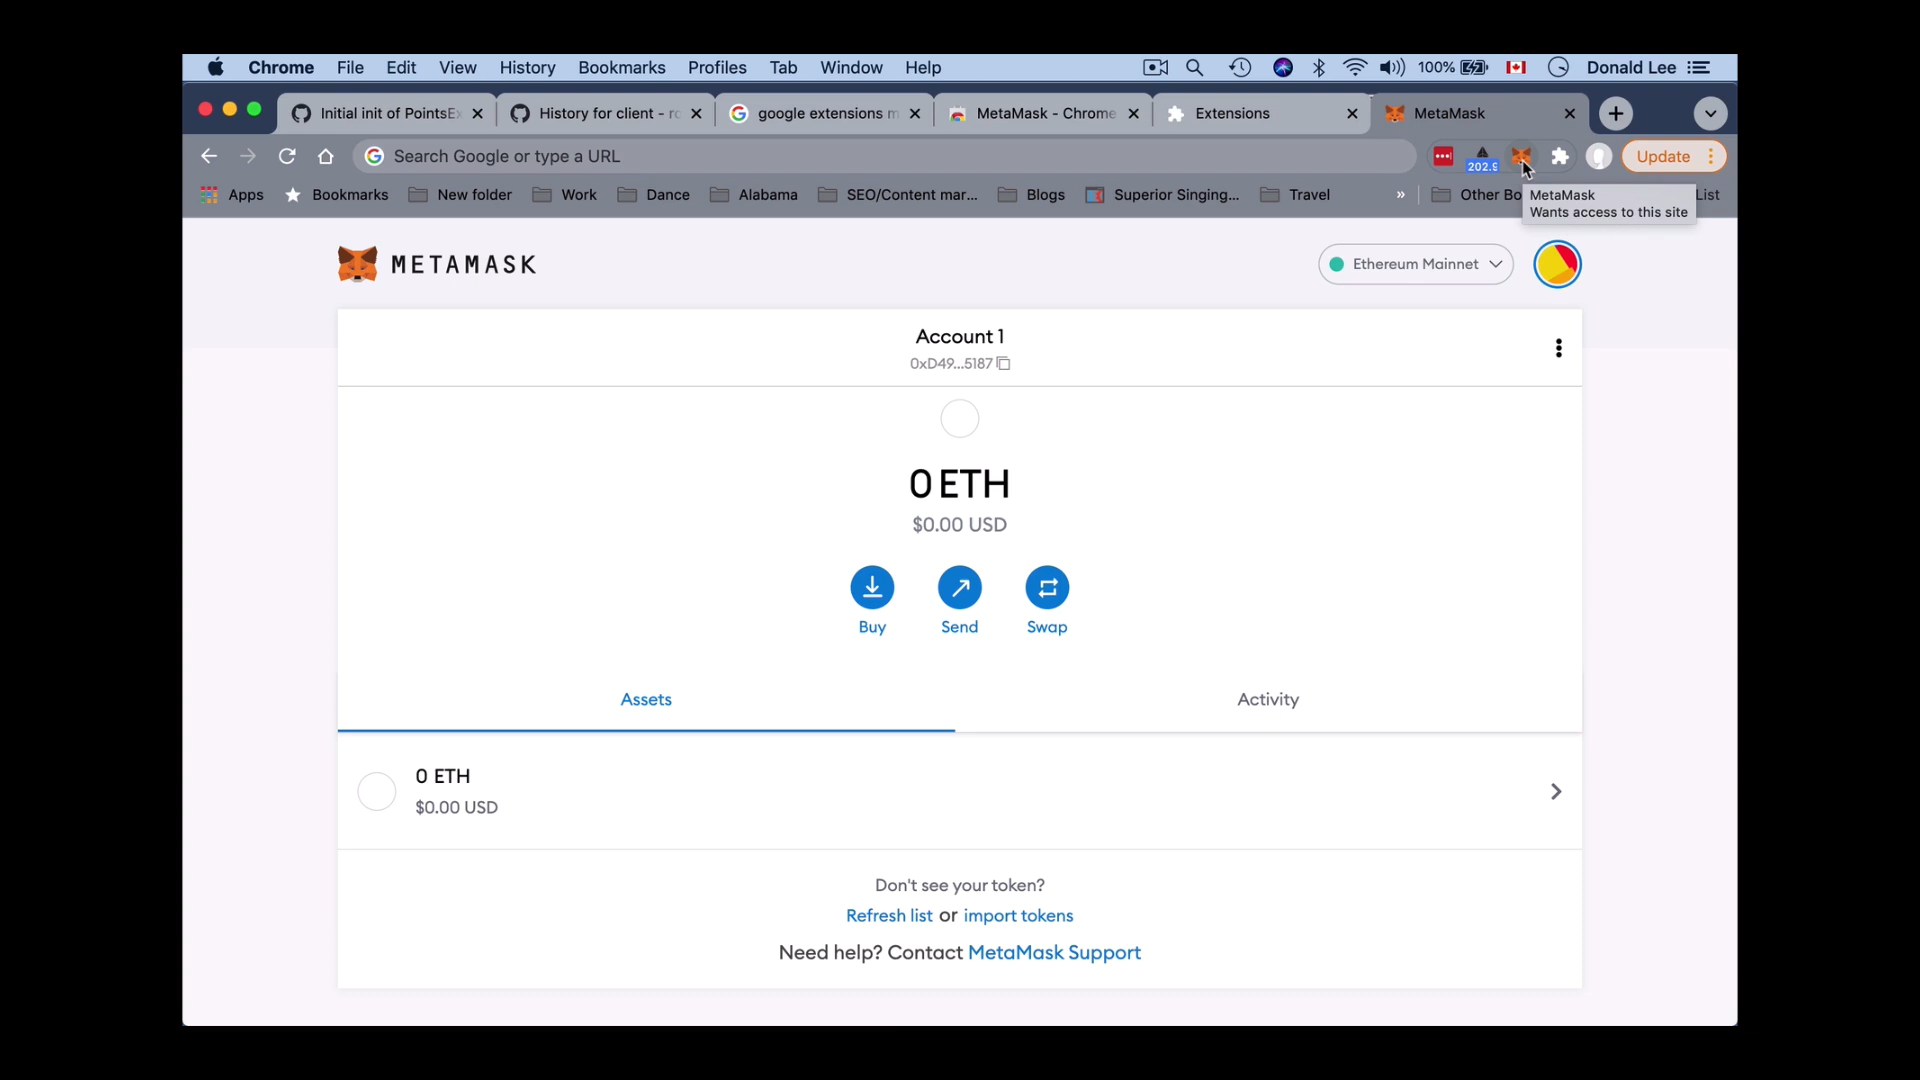 Chrome File Edit View History Bookmarks Profiles Tab Window Help 100% Donald Lee
Initial init of PointsEx History for client - ro google extensions m MetaMask - Chrome Extensions MetaMask
Search Google or type a URL 202.9 Update
Apps Bookmarks New folder Work Dance Alabama SEO/Content mar... Blogs Superior Singing... Travel » Other Bo List
MetaMask
Wants access to this site
METAMASK
Ethereum Mainnet
Account 1
0xD49...5187
0 ETH
$0.00 USD
Buy Send Swap
Assets Activity
0 ETH
$0.00 USD
Don't see your token?
Refresh list or import tokens
Need help? Contact MetaMask Support